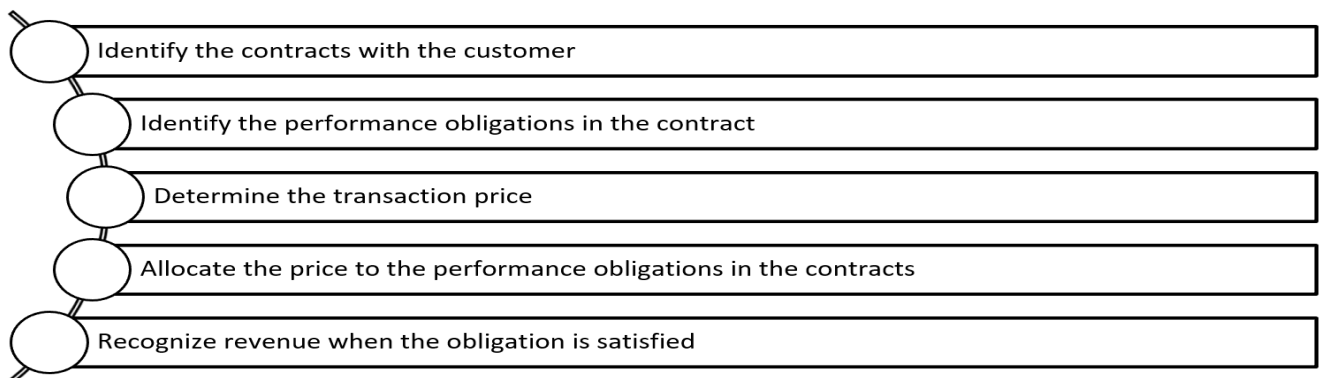 Identify the contracts with the customer
Identify the performance obligations in the contract
Determine the transaction price
Allocate the price to the performance obligations in the contracts
Recognize revenue when the obligation is satisfied